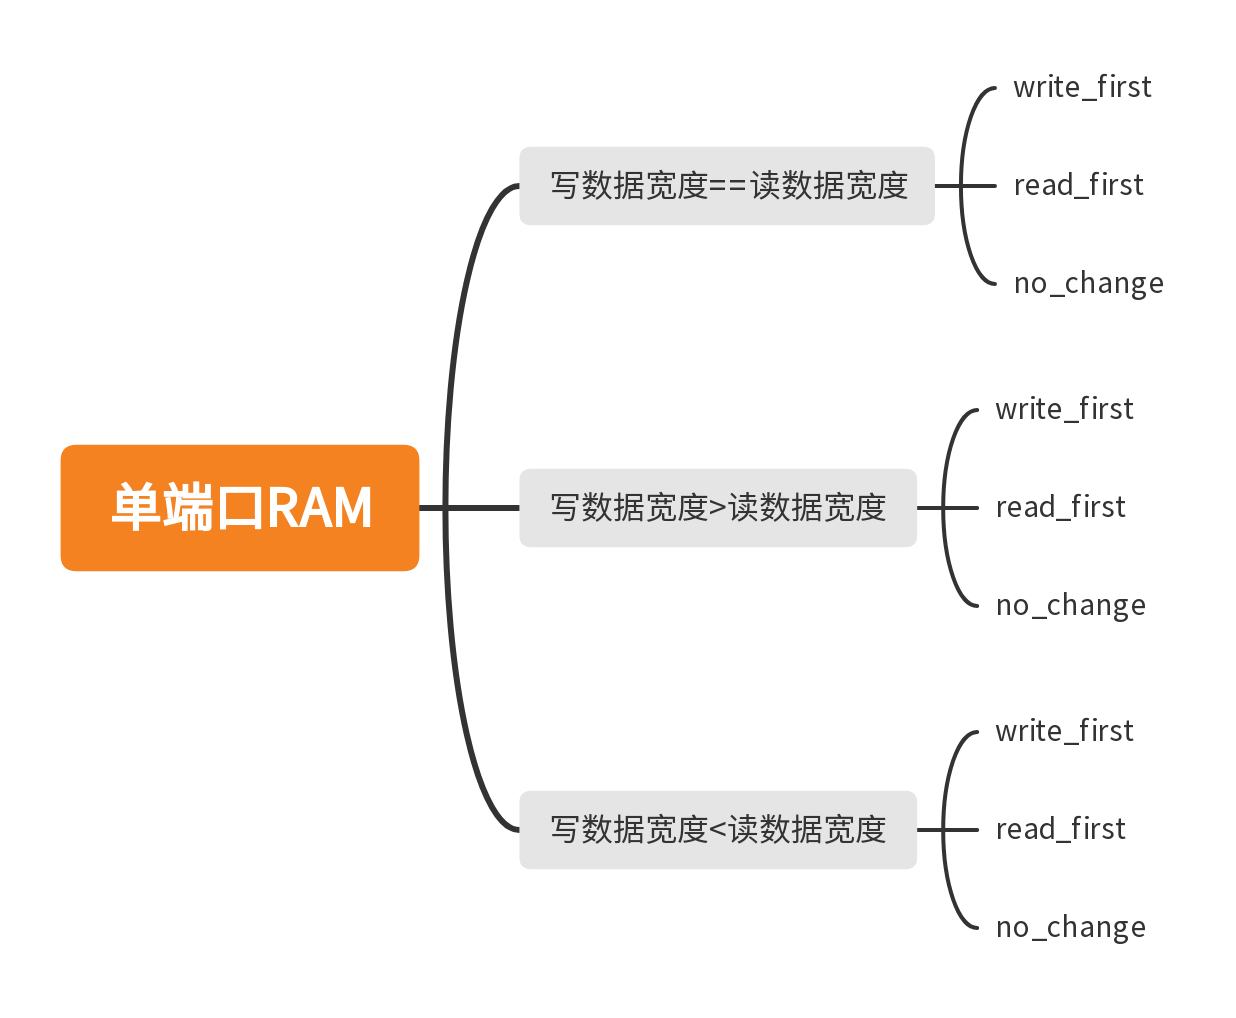 单端口RAM
写数据宽度==读数据宽度
write_first
read_first
no_change
写数据宽度>读数据宽度
write_first
read_first
no_change
写数据宽度<读数据宽度
write_first
read_first
no_change